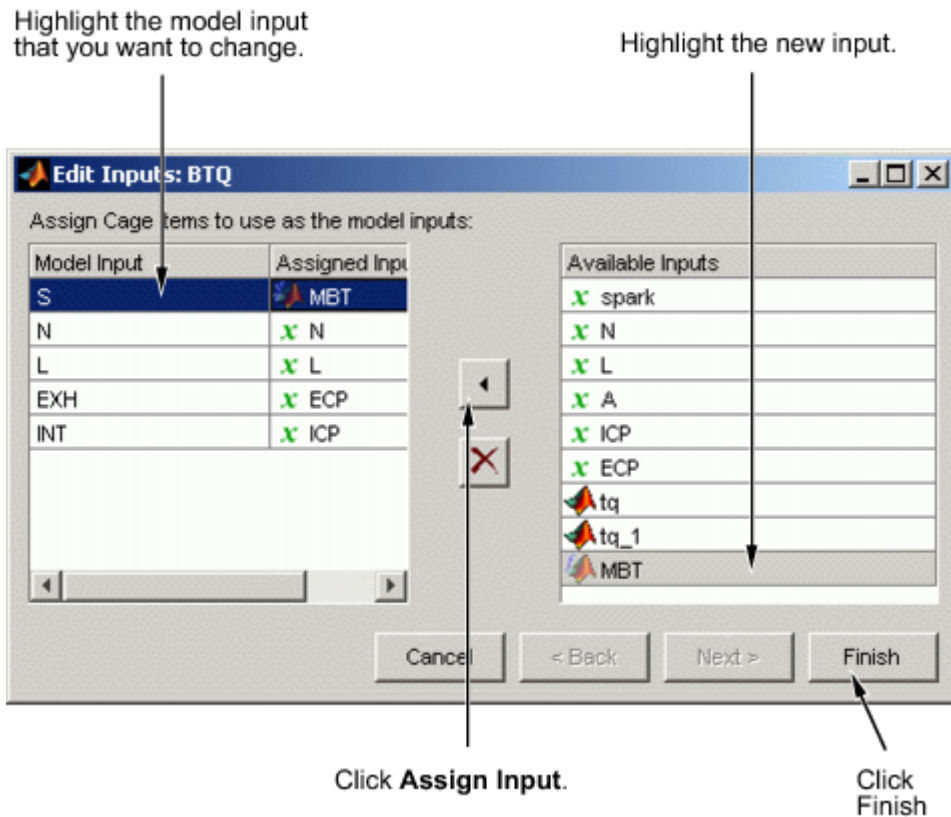 Highlight the model input
that you want to change.
Highlight the new input.
Edit Inputs: BTQ
Assign Cage items to use as the model inputs:
Model Input
Assigned Inpu
S
MBT
N
x N
L
x L
EXH
x ECP
INT
x ICP
Available Inputs
x spark
x N
x L
x A
x ICP
x ECP
tq
tq_1
MBT
Cancel
< Back
Next >
Finish
Click Assign Input.
Click
Finish